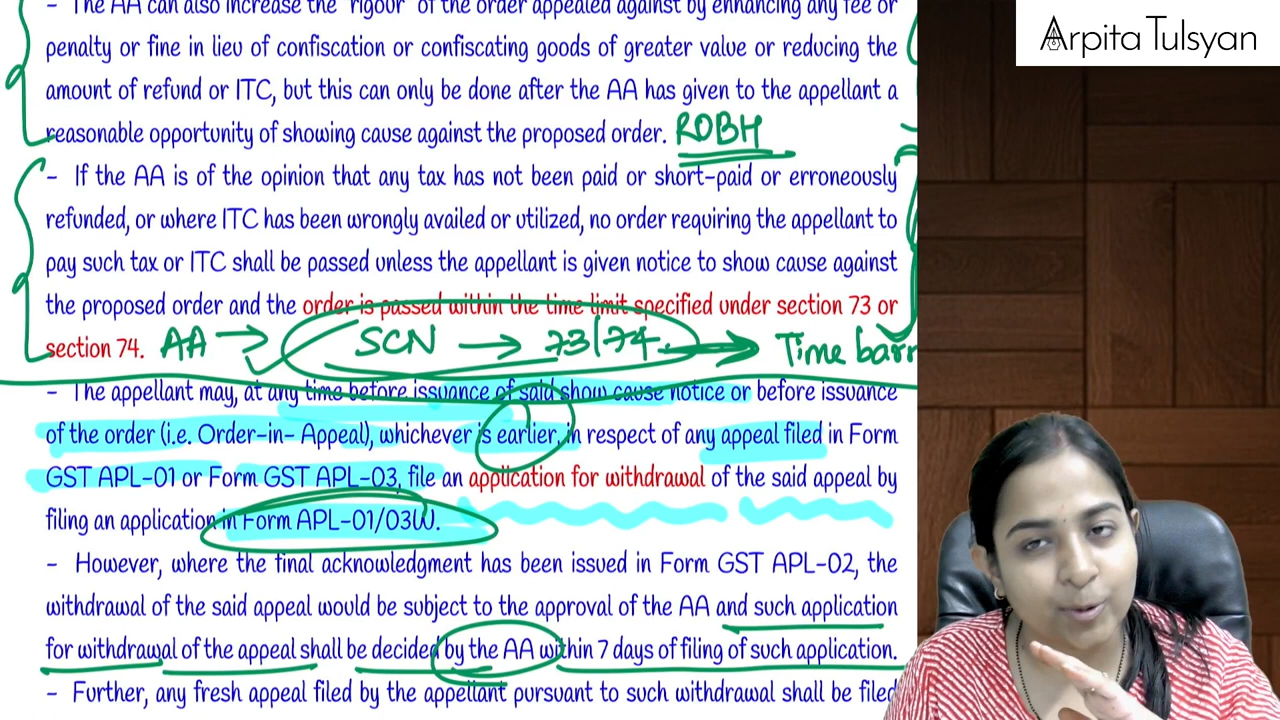 - The AA can also increase the "rigour" of the order appealed against by enhancing any fee or
Arpita Tulsyan
penalty or fine in lieu of confiscation or confiscating goods of greater value or reducing the
amount of refund or ITC, but this can only be done after the AA has given to the appellant a
reasonable opportunity of showing cause against the proposed order. ROBH
- If the AA is of the opinion that any tax has not been paid or short-paid or erroneously
refunded, or where ITC has been wrongly availed or utilized, no order requiring the appellant to
pay such tax or ITC shall be passed unless the appellant is given notice to show cause against
the proposed order and the order is passed within the time limit specified under section 73 or
section 74. AA → SCN → 73/74 → Time barr
- The appellant may, at any time before issuance of said show cause notice or before issuance
of the order (i.e. Order-in- Appeal), whichever is earlier, in respect of any appeal filed in Form
GST APL-01 or Form GST APL-03, file an application for withdrawal of the said appeal by
filing an application in Form APL-01/03W.
- However, where the final acknowledgment has been issued in Form GST APL-02, the
withdrawal of the said appeal would be subject to the approval of the AA and such application
for withdrawal of the appeal shall be decided by the AA within 7 days of filing of such application.
- Further, any fresh appeal filed by the appellant pursuant to such withdrawal shall be filed